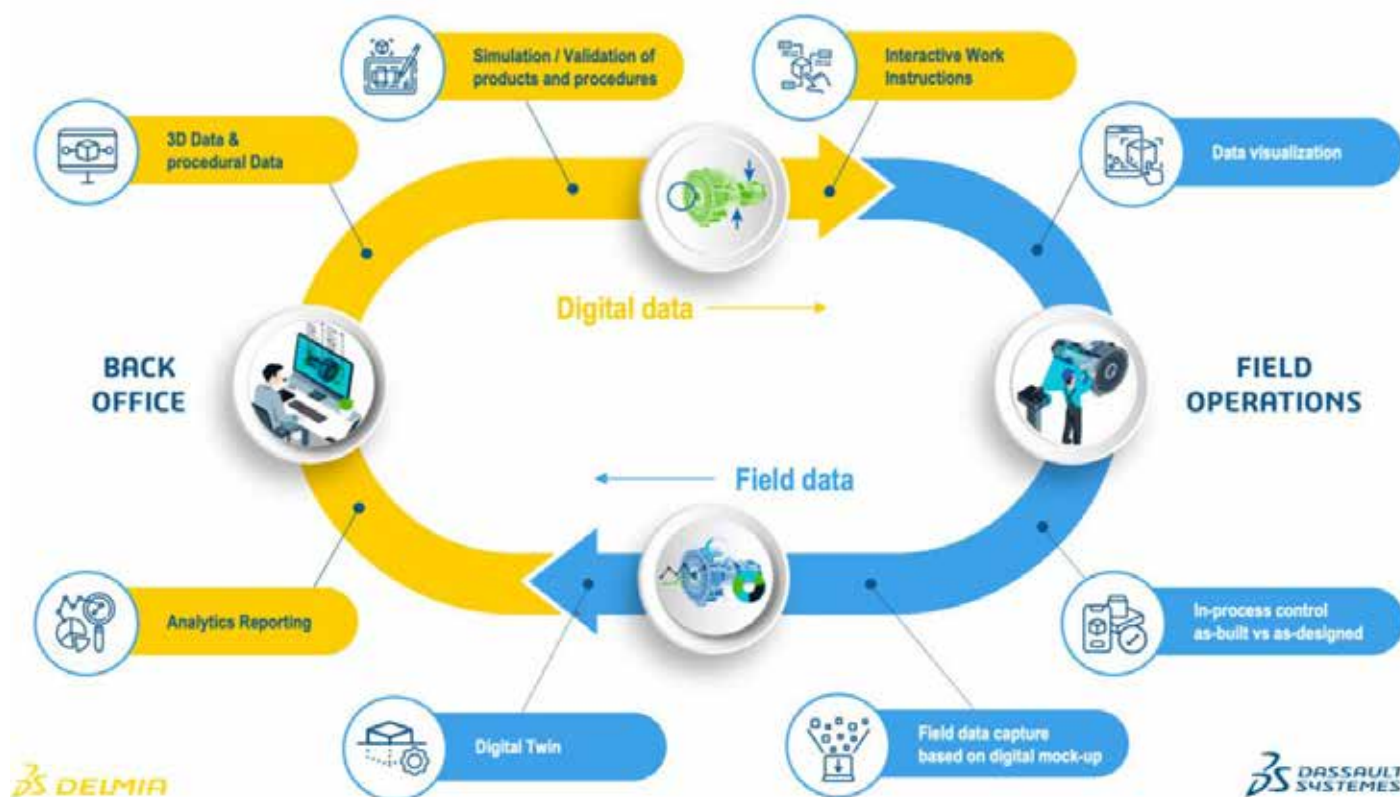 Simulation / Validation of
products and procedures
Interactive Work
Instructions
3D Data &
procedural Data
Data visualization
Digital data
BACK
OFFICE
FIELD
OPERATIONS
Field data
Analytics Reporting
In-process control
as-built vs as-designed
Digital Twin
Field data capture
based on digital mock-up
3S DELMIA
3S DASSAULT
SYSTEMES